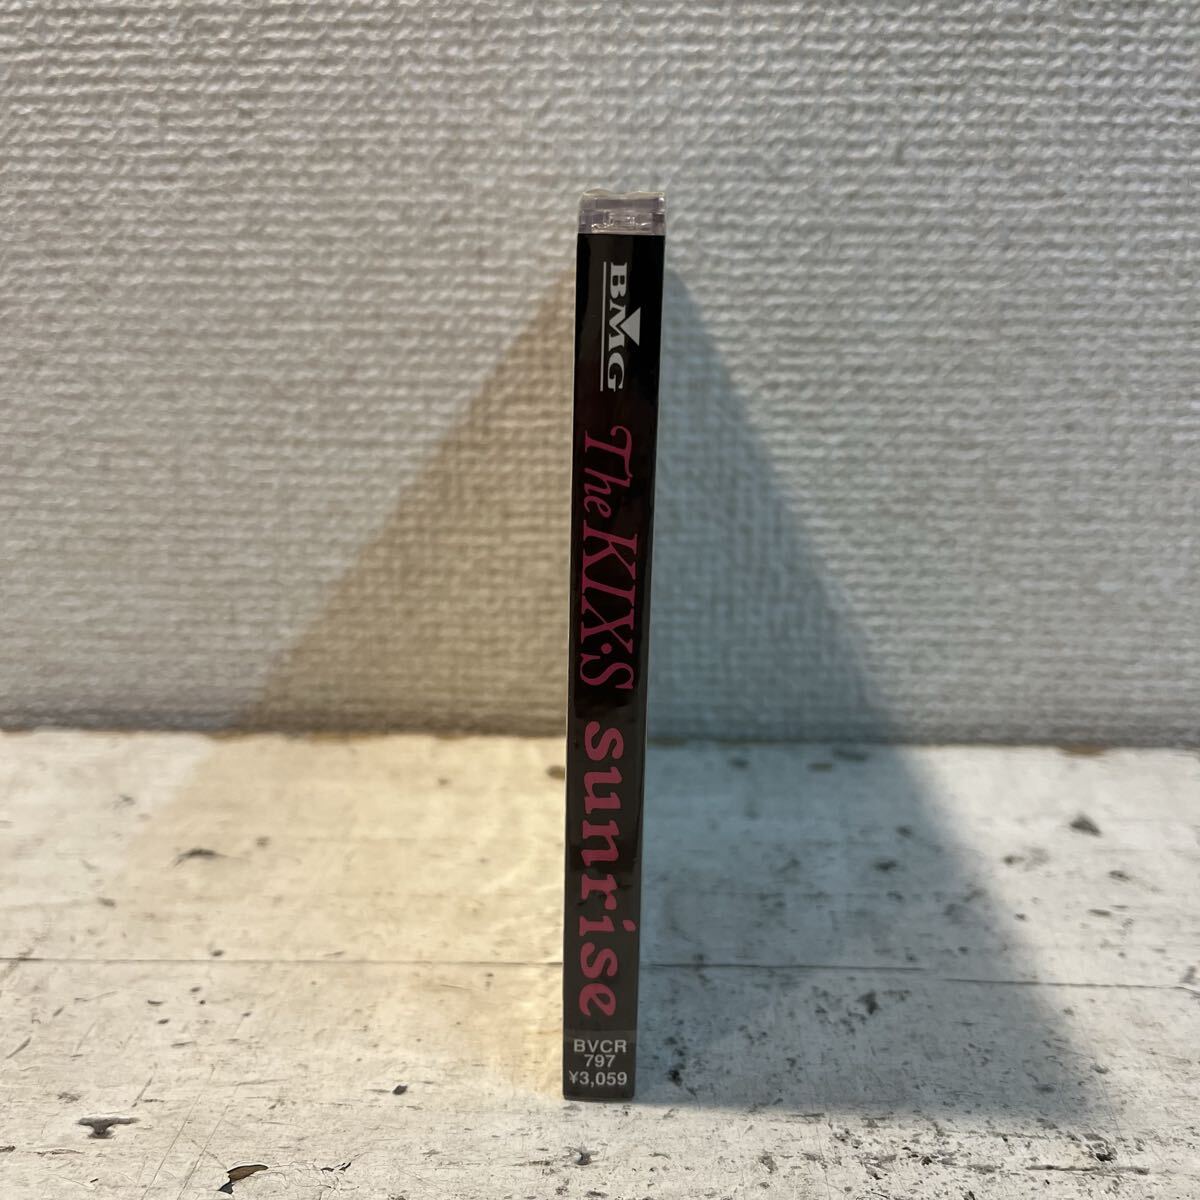 BMG
The KIX·S sunrise
BVCR
797
¥3,059